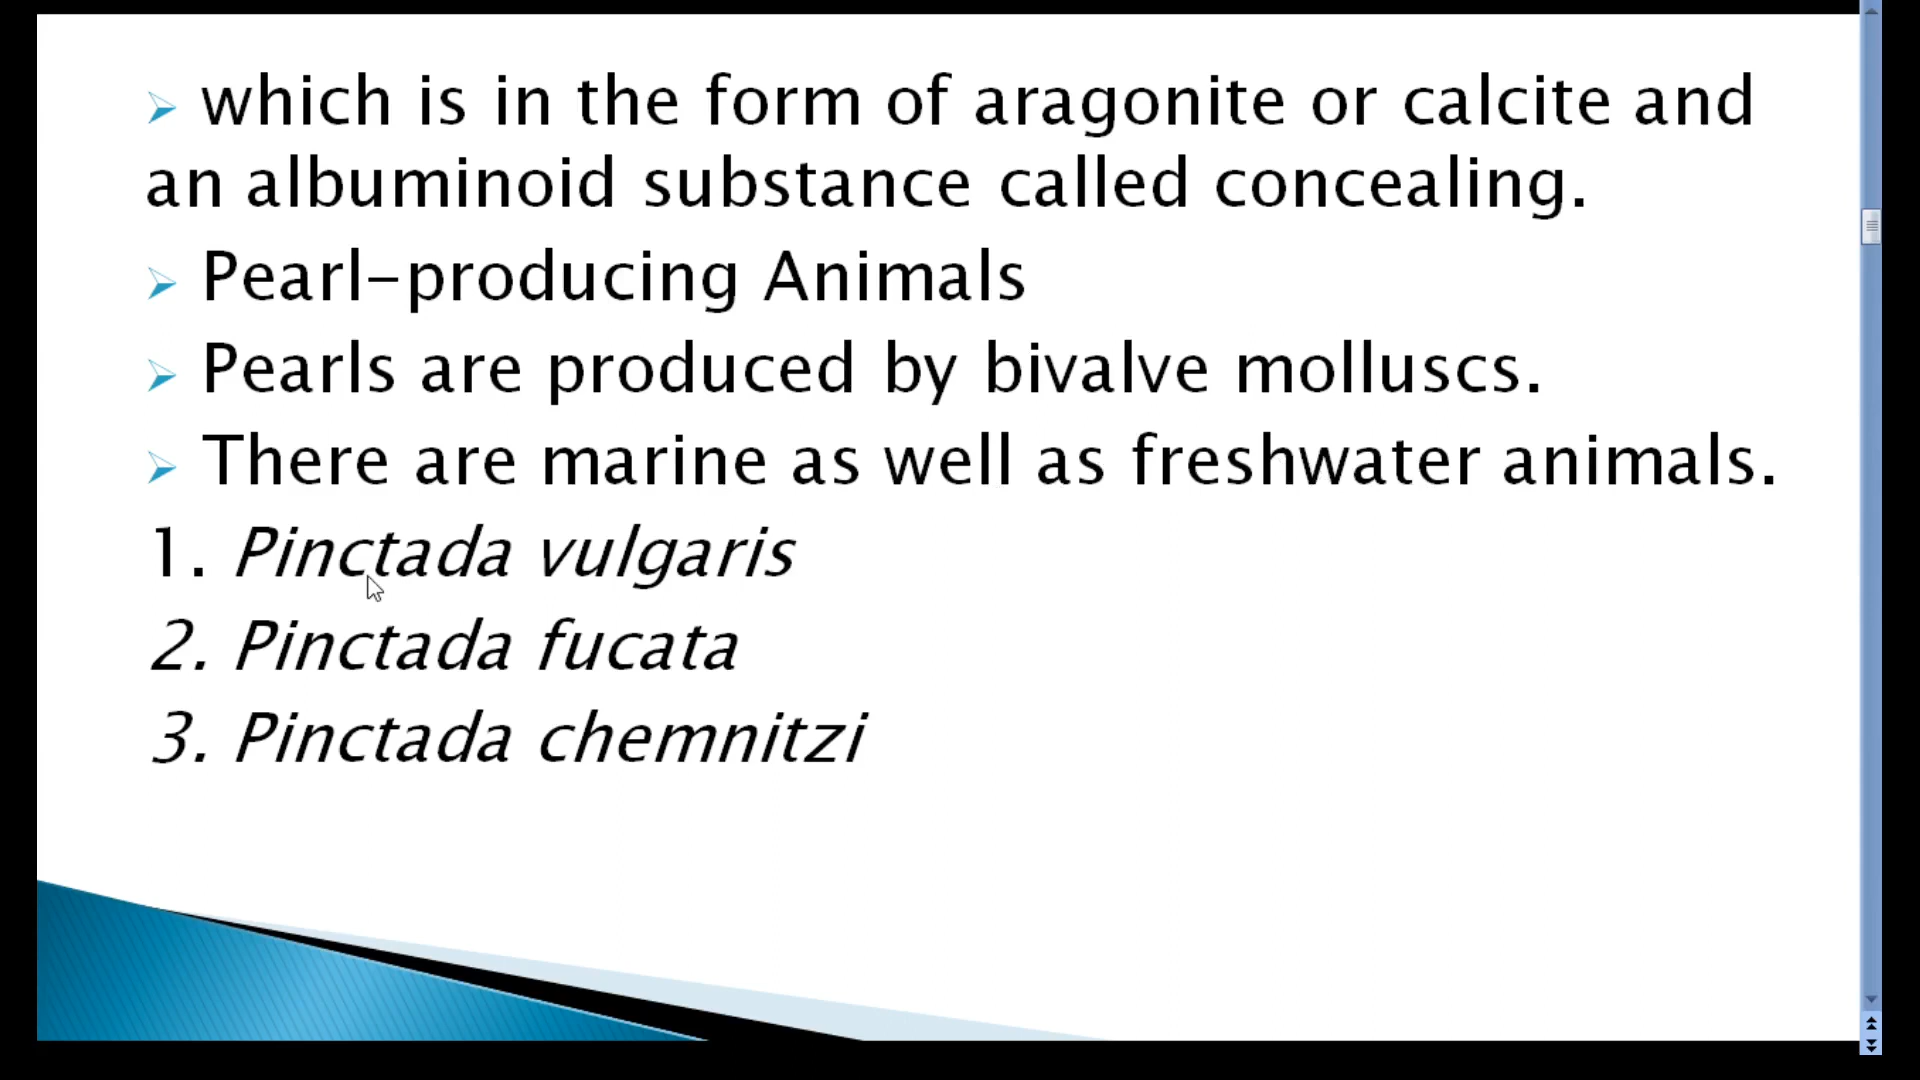 which is in the form of aragonite or calcite and
an albuminoid substance called concealing.
Pearl-producing Animals
Pearls are produced by bivalve molluscs.
There are marine as well as freshwater animals.
1. Pinctada vulgaris
2. Pinctada fucata
3. Pinctada chemnitzi